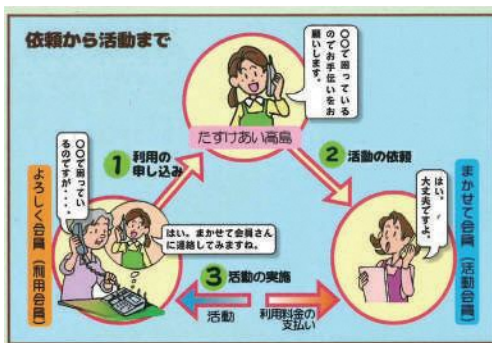 依頼から活動まで
〇〇で困っている
のでお手伝いをお
願いします。
たすけあい高島
1 利用の
申し込み
2 活動の依頼
〇〇で困ってい
るのですが・・・。
はい。まかせて会員さん
に連絡してみますね。
はい。
大丈夫ですよ。
よろしく会員（利用会員）
まかせて会員（活動会員）
3 活動の実施
活動
利用料金の
支払い